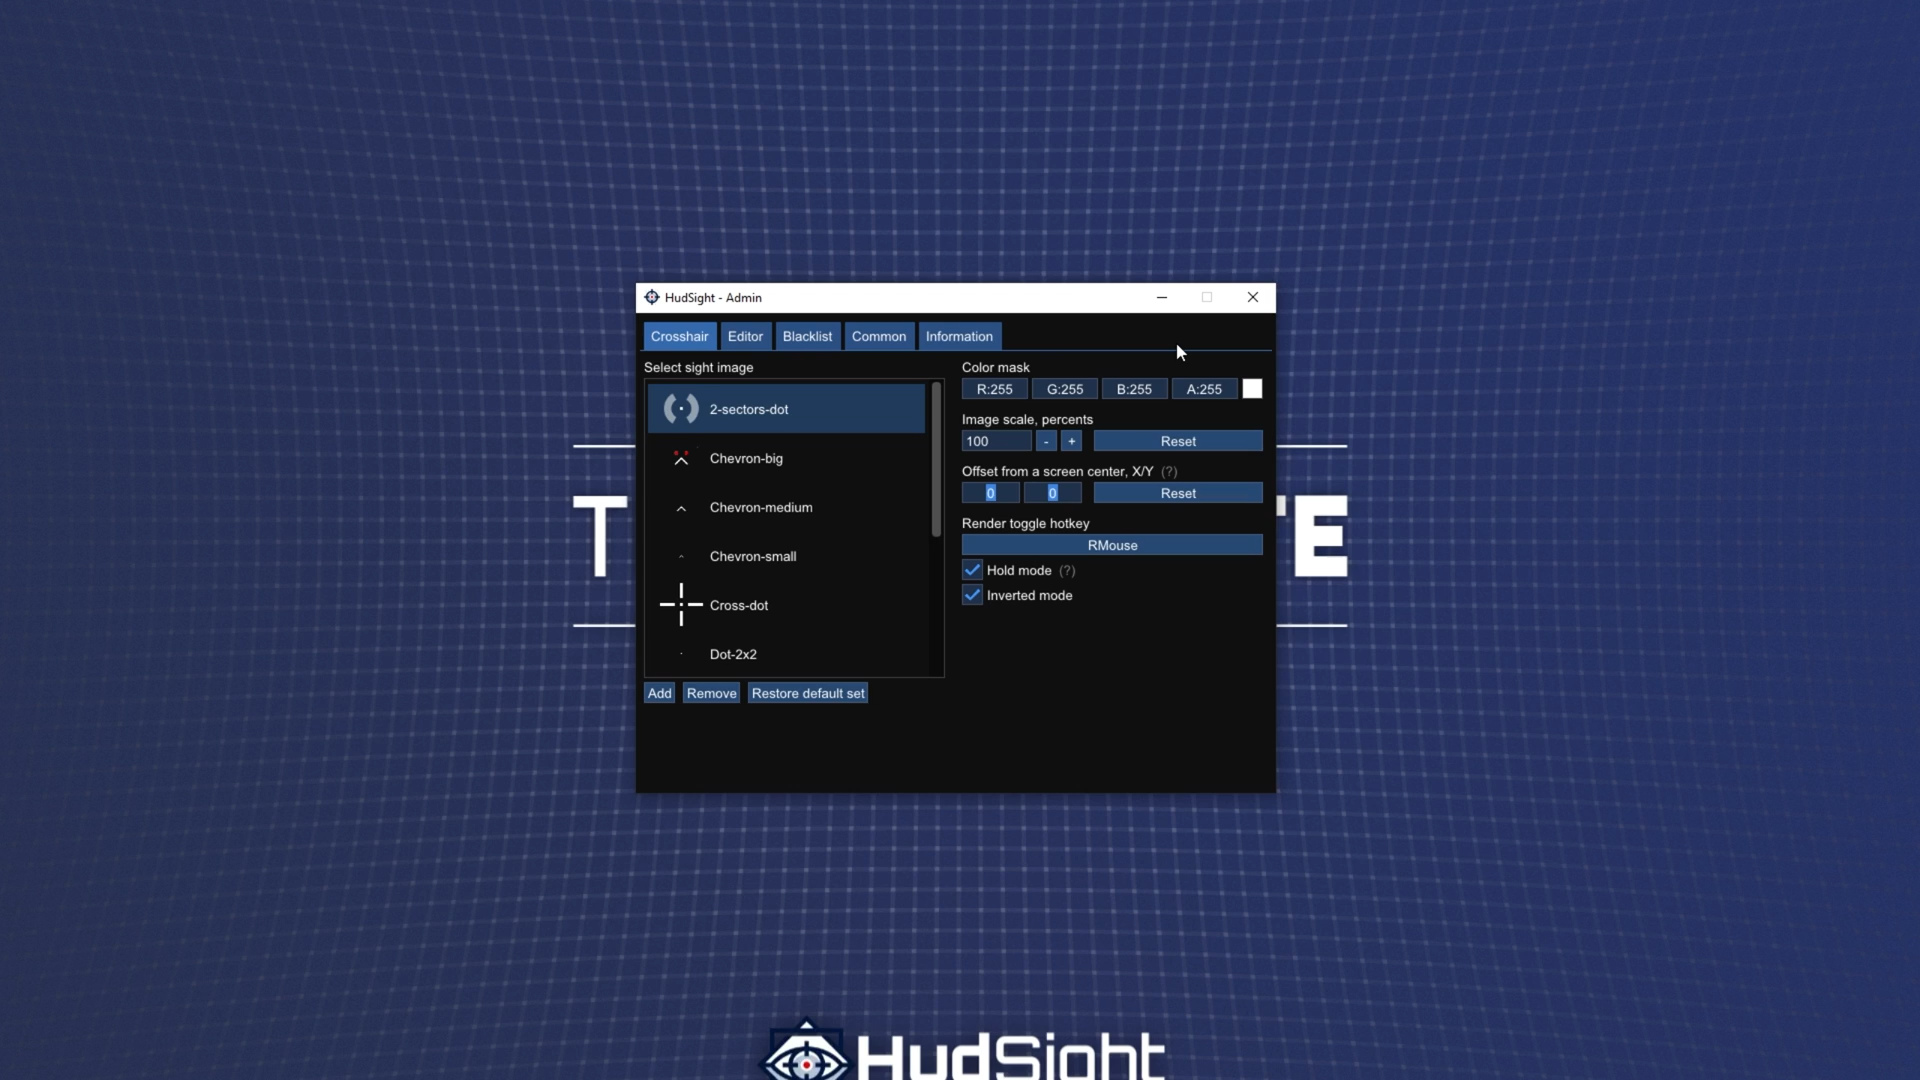 HudSight - Admin
Crosshair Editor Blacklist Common Information
Select sight image
2-sectors-dot
Chevron-big
Chevron-medium
Chevron-small
Cross-dot
Dot-2x2
Add Remove Restore default set
Color mask
R:255 G:255 B:255 A:255
Image scale, percents
100 - + Reset
Offset from a screen center, X/Y (?)
0 0 Reset
Render toggle hotkey
RMouse
Hold mode (?)
Inverted mode
HudSight